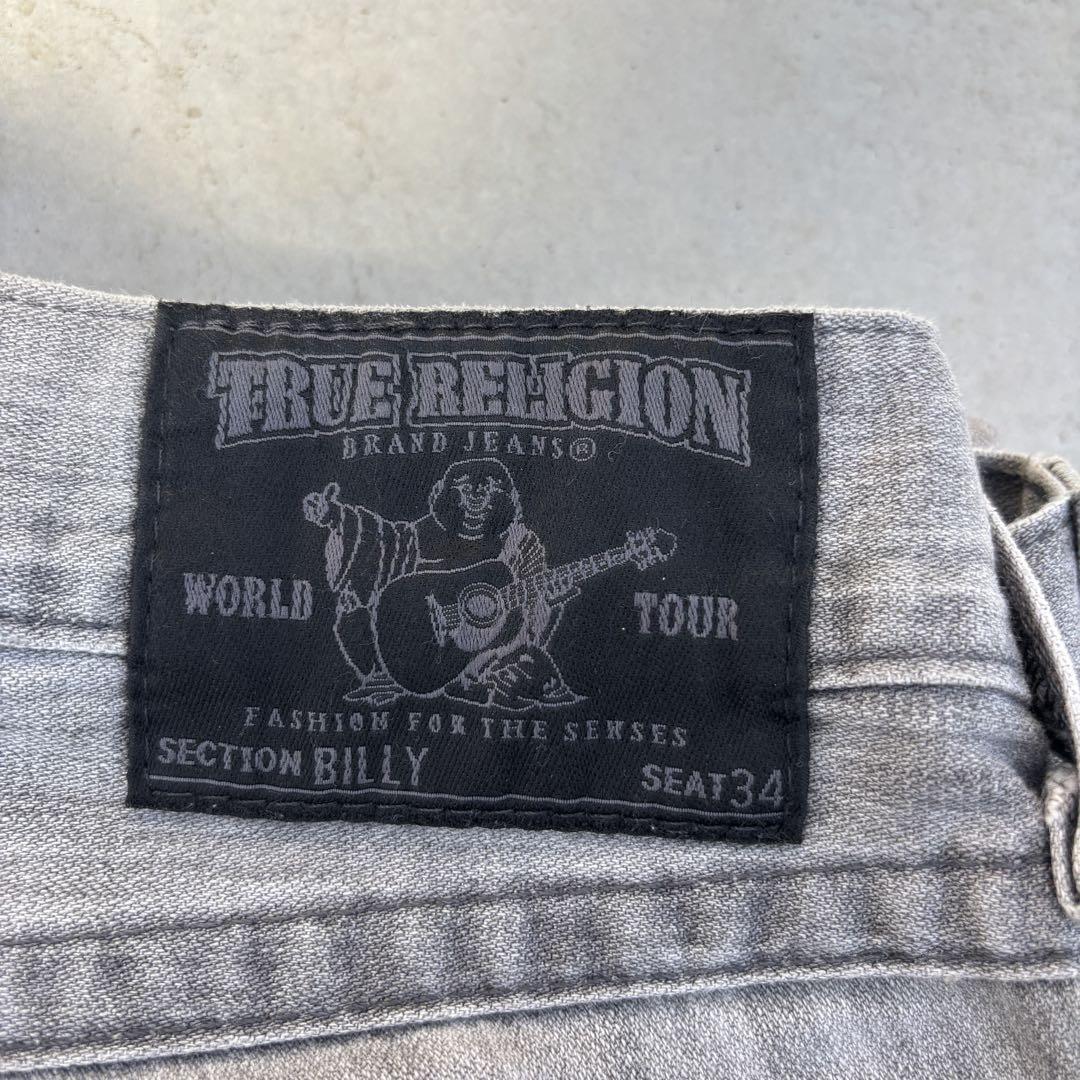 TRUE RELIGION
BRAND JEANS®
WORLD TOUR
FASHION FOR THE SENSES
SECTION BILLY SEAT 34